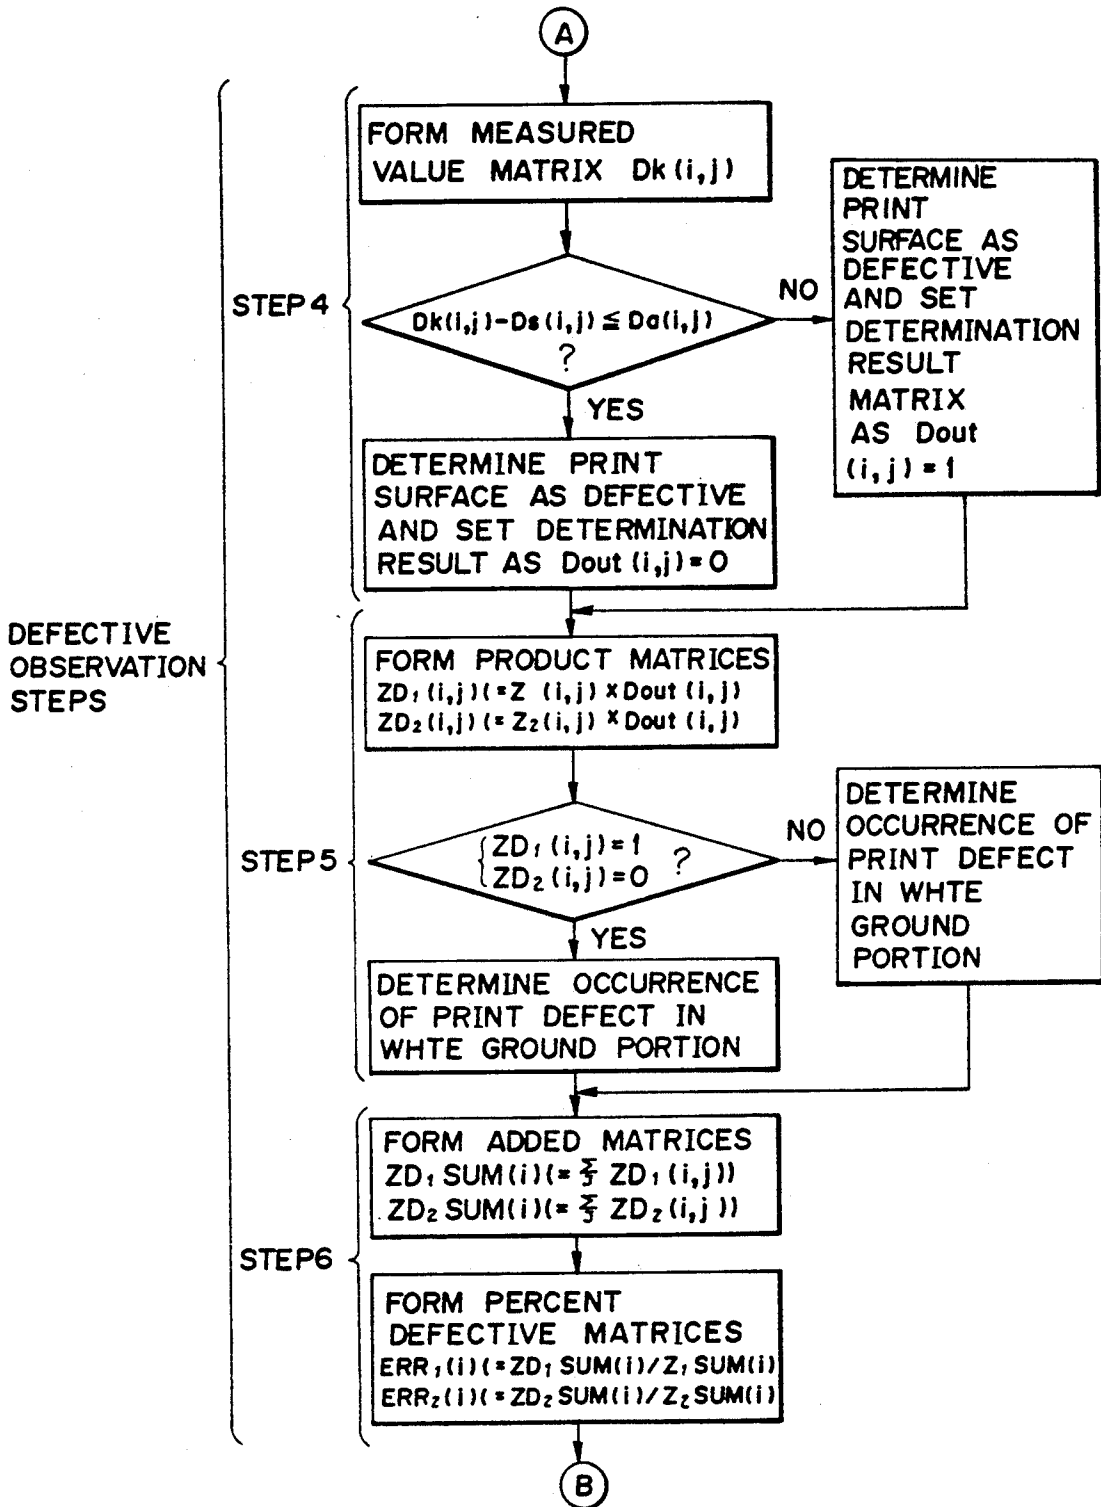 A
FORM MEASURED
VALUE MATRIX Dk(i,j)
STEP 4
Dk(i,j)-Ds(i,j) ≦ Da(i,j)
?
NO
DETERMINE
PRINT
SURFACE AS
DEFECTIVE
AND SET
DETERMINATION
RESULT
MATRIX
AS Dout
(i,j) = 1
YES
DETERMINE PRINT
SURFACE AS DEFECTIVE
AND SET DETERMINATION
RESULT AS Dout (i,j) = 0
DEFECTIVE
OBSERVATION
STEPS
FORM PRODUCT MATRICES
ZD₁(i,j)(=Z (i,j) × Dout (i,j)
ZD₂(i,j)(=Z₂(i,j) × Dout (i,j)
STEP 5
ZD₁(i,j)=1
ZD₂(i,j)=0
?
NO
DETERMINE
OCCURRENCE OF
PRINT DEFECT
IN WHTE
GROUND
PORTION
YES
DETERMINE OCCURRENCE
OF PRINT DEFECT IN
WHTE GROUND PORTION
FORM ADDED MATRICES
ZD₁ SUM(i)(= Σj ZD₁(i,j))
ZD₂ SUM(i)(= Σj ZD₂(i,j))
STEP6
FORM PERCENT
DEFECTIVE MATRICES
ERR₁(i)(=ZD₁ SUM(i)/Z₁ SUM(i)
ERR₂(i)(=ZD₂ SUM(i)/Z₂ SUM(i)
B